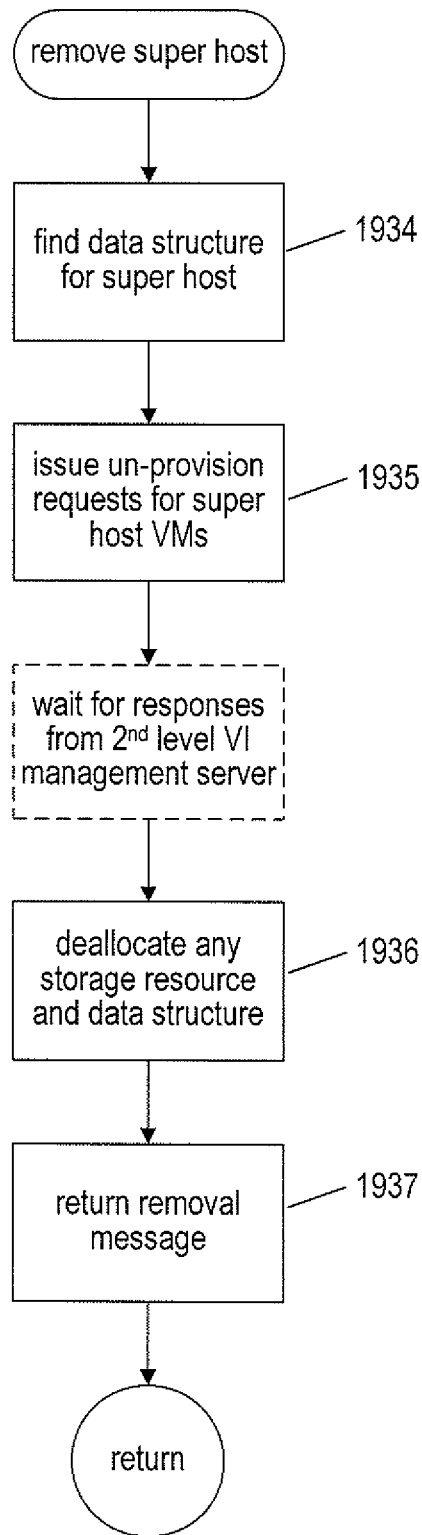 remove super host
find data structure
for super host
1934
issue un-provision
requests for super
host VMs
1935
wait for responses
from 2nd level VI
management server
deallocate any
storage resource
and data structure
1936
return removal
message
1937
return